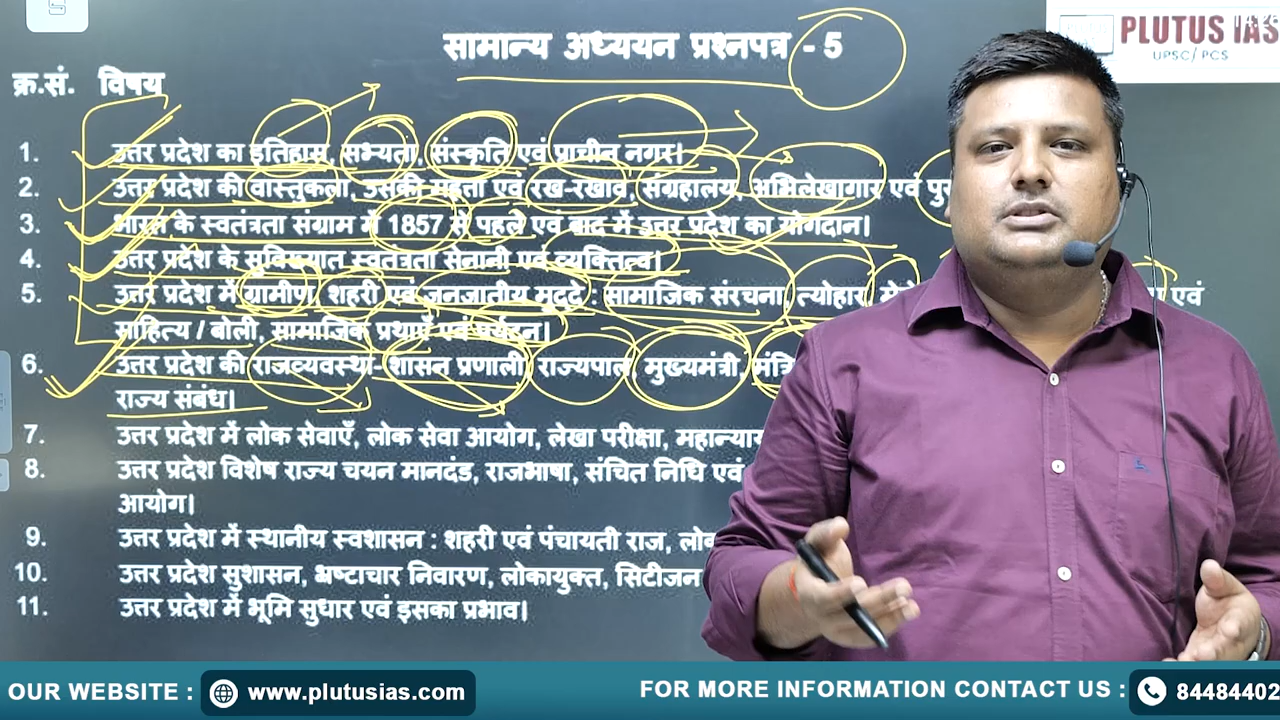 PLUTUS IAS
UPSC/ PCS
सामान्य अध्ययन प्रश्नपत्र - 5
क्र.सं. विषय
1. उत्तर प्रदेश का इतिहास, सभ्यता, संस्कृति एवं प्राचीन नगर।
2. उत्तर प्रदेश की वास्तुकला, उसकी महत्ता एवं रख-रखाव, संग्रहालय, अभिलेखागार एवं
3. भारत के स्वतंत्रता संग्राम में 1857 से पहले एवं बाद में उत्तर प्रदेश का योगदान।
4. उत्तर प्रदेश के सुविख्यात स्वतंत्रता सेनानी एवं व्यक्तित्व।
5. उत्तर प्रदेश में ग्रामीण, शहरी एवं जनजातीय मुद्दे : सामाजिक संरचना, त्योहार, एवं
साहित्य / बोली, सामाजिक प्रथाएँ एवं पर्यटन।
6. उत्तर प्रदेश की राजव्यवस्था- शासन प्रणाली, राज्यपाल, मुख्यमंत्री,
राज्य संबंध।
7. उत्तर प्रदेश में लोक सेवाएँ, लोक सेवा आयोग, लेखा परीक्षा,
8. उत्तर प्रदेश विशेष राज्य चयन मानदंड, राजभाषा, संचित निधि एवं
आयोग।
9. उत्तर प्रदेश में स्थानीय स्वशासन : शहरी एवं पंचायती राज,
10. उत्तर प्रदेश सुशासन, भ्रष्टाचार निवारण, लोकायुक्त, सिटीजन
11. उत्तर प्रदेश में भूमि सुधार एवं इसका प्रभाव।
OUR WEBSITE : www.plutusias.com
FOR MORE INFORMATION CONTACT US : 84484402